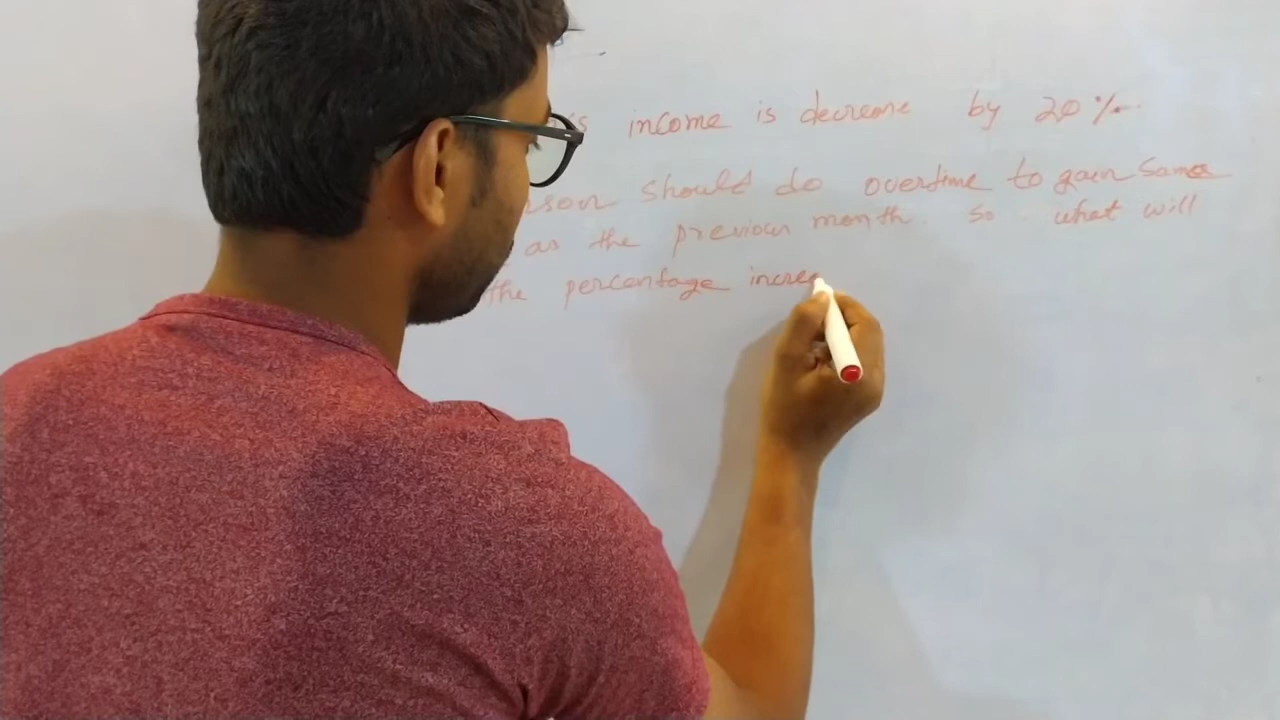 income is decrease by 20%
should do overtime to gain same
as the previous month. So what will
the percentage increa